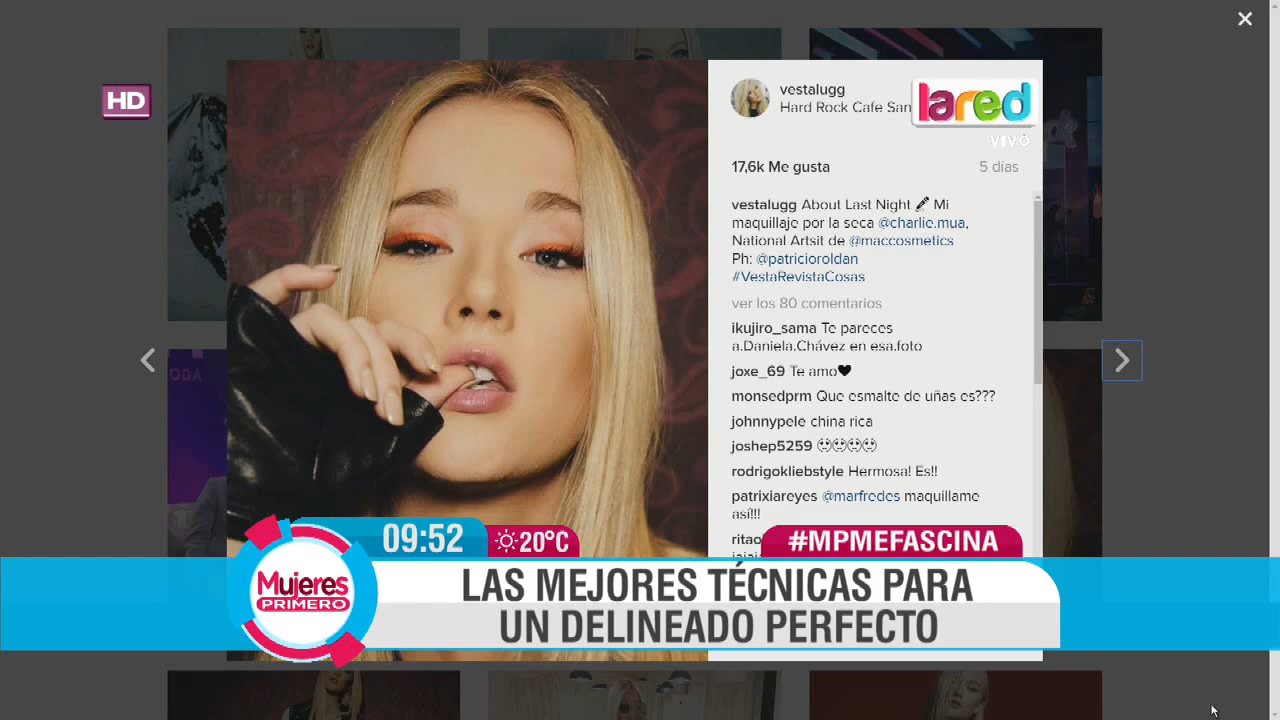 HD
vestalugg
Hard Rock Cafe San
lared
VIVO
17,6k Me gusta
5 días
vestalugg About Last Night 🖊 Mi
maquillaje por la seca @charlie.mua,
National Artsit de @maccosmetics
Ph: @patricioroldan
#VestaRevistaCosas
ver los 80 comentarios
ikujiro_sama Te pareces
a.Daniela.Chávez en esa.foto
joxe_69 Te amo🖤
monsedprm Que esmalte de uñas es???
johnnypele china rica
joshep5259 😍😍😍😍
rodrigokliebstyle Hermosa! Es!!
patrixiareyes @marfredes maquillame
así!!!
ODA
09:52
20°C
#MPMEFASCINA
Mujeres
PRIMERO
LAS MEJORES TÉCNICAS PARA
UN DELINEADO PERFECTO